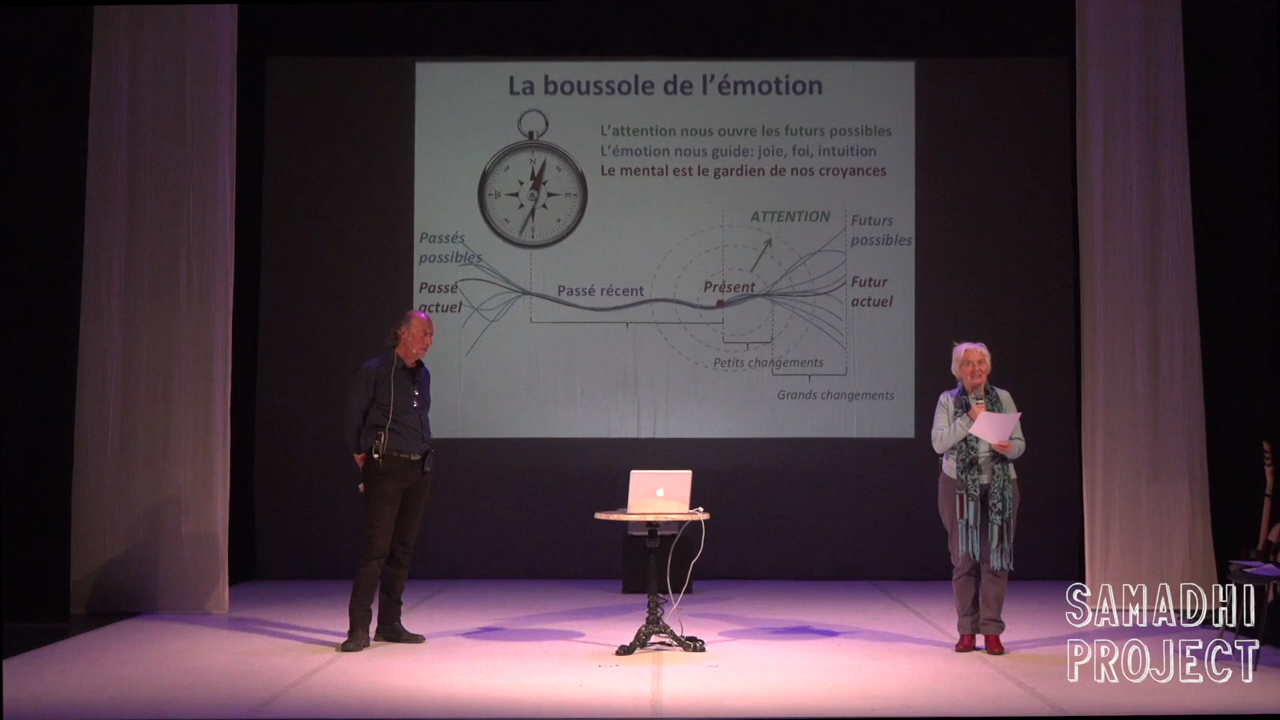 La boussole de l'émotion
L'attention nous ouvre les futurs possibles
L'émotion nous guide: joie, foi, intuition
Le mental est le gardien de nos croyances
ATTENTION
Passés
possibles
Futurs
possibles
Passé
actuel
Passé récent
Présent
Futur
actuel
Petits changements
Grands changements
N
S
SAMADHI
PROJECT